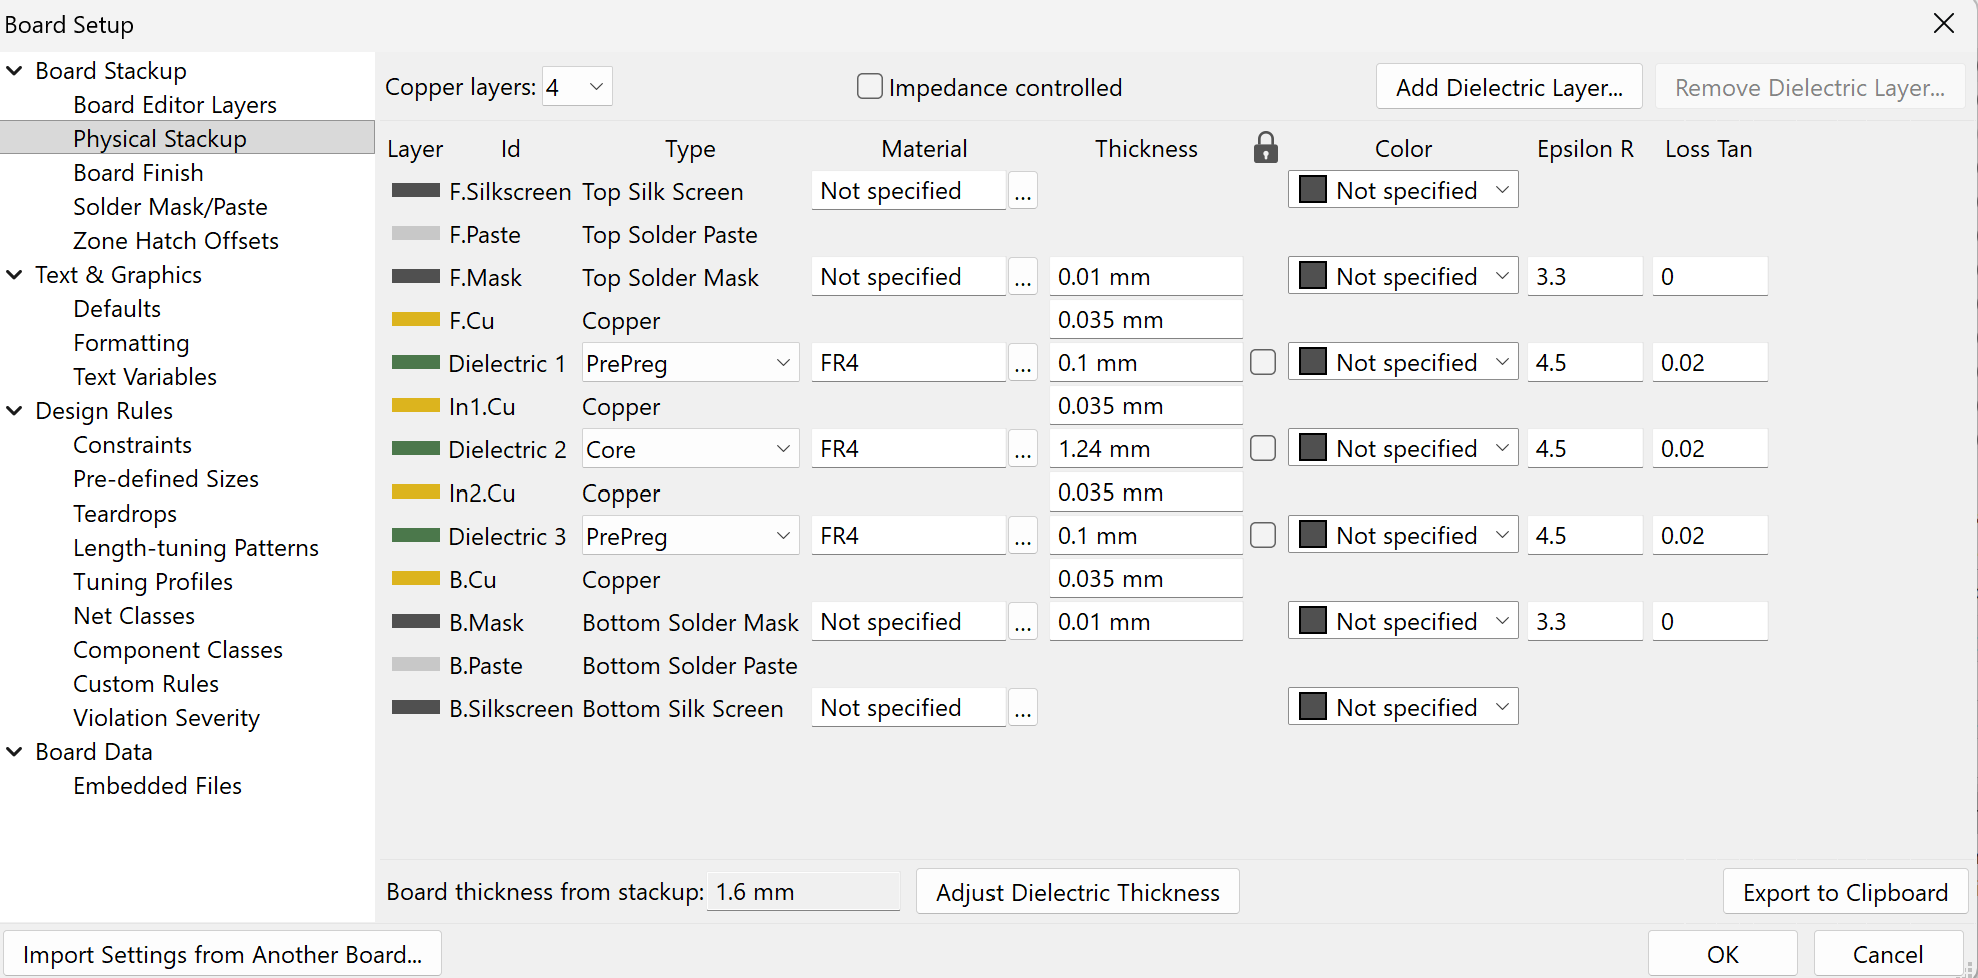 Board Setup
Board Stackup
Board Editor Layers
Physical Stackup
Board Finish
Solder Mask/Paste
Zone Hatch Offsets
Text & Graphics
Defaults
Formatting
Text Variables
Design Rules
Constraints
Pre-defined Sizes
Teardrops
Length-tuning Patterns
Tuning Profiles
Net Classes
Component Classes
Custom Rules
Violation Severity
Board Data
Embedded Files
Copper layers: 4 Impedance controlled Add Dielectric Layer... Remove Dielectric Layer...
Layer Id Type Material Thickness Color Epsilon R Loss Tan
F.Silkscreen Top Silk Screen Not specified ... Not specified
F.Paste Top Solder Paste
F.Mask Top Solder Mask Not specified ... 0.01 mm Not specified 3.3 0
F.Cu Copper 0.035 mm
Dielectric 1 PrePreg FR4 ... 0.1 mm Not specified 4.5 0.02
In1.Cu Copper 0.035 mm
Dielectric 2 Core FR4 ... 1.24 mm Not specified 4.5 0.02
In2.Cu Copper 0.035 mm
Dielectric 3 PrePreg FR4 ... 0.1 mm Not specified 4.5 0.02
B.Cu Copper 0.035 mm
B.Mask Bottom Solder Mask Not specified ... 0.01 mm Not specified 3.3 0
B.Paste Bottom Solder Paste
B.Silkscreen Bottom Silk Screen Not specified ... Not specified
Board thickness from stackup: 1.6 mm Adjust Dielectric Thickness Export to Clipboard
Import Settings from Another Board... OK Cancel